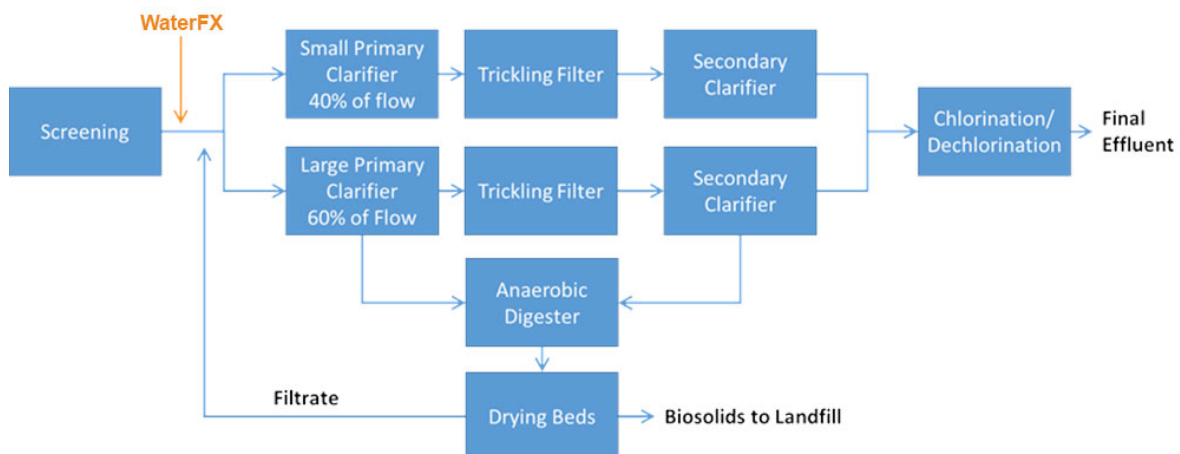 WaterFX
Screening
Small Primary
Clarifier
40% of flow
Trickling Filter
Secondary
Clarifier
Large Primary
Clarifier
60% of Flow
Trickling Filter
Secondary
Clarifier
Chlorination/
Dechlorination
Final
Effluent
Anaerobic
Digester
Filtrate
Drying Beds
Biosolids to Landfill